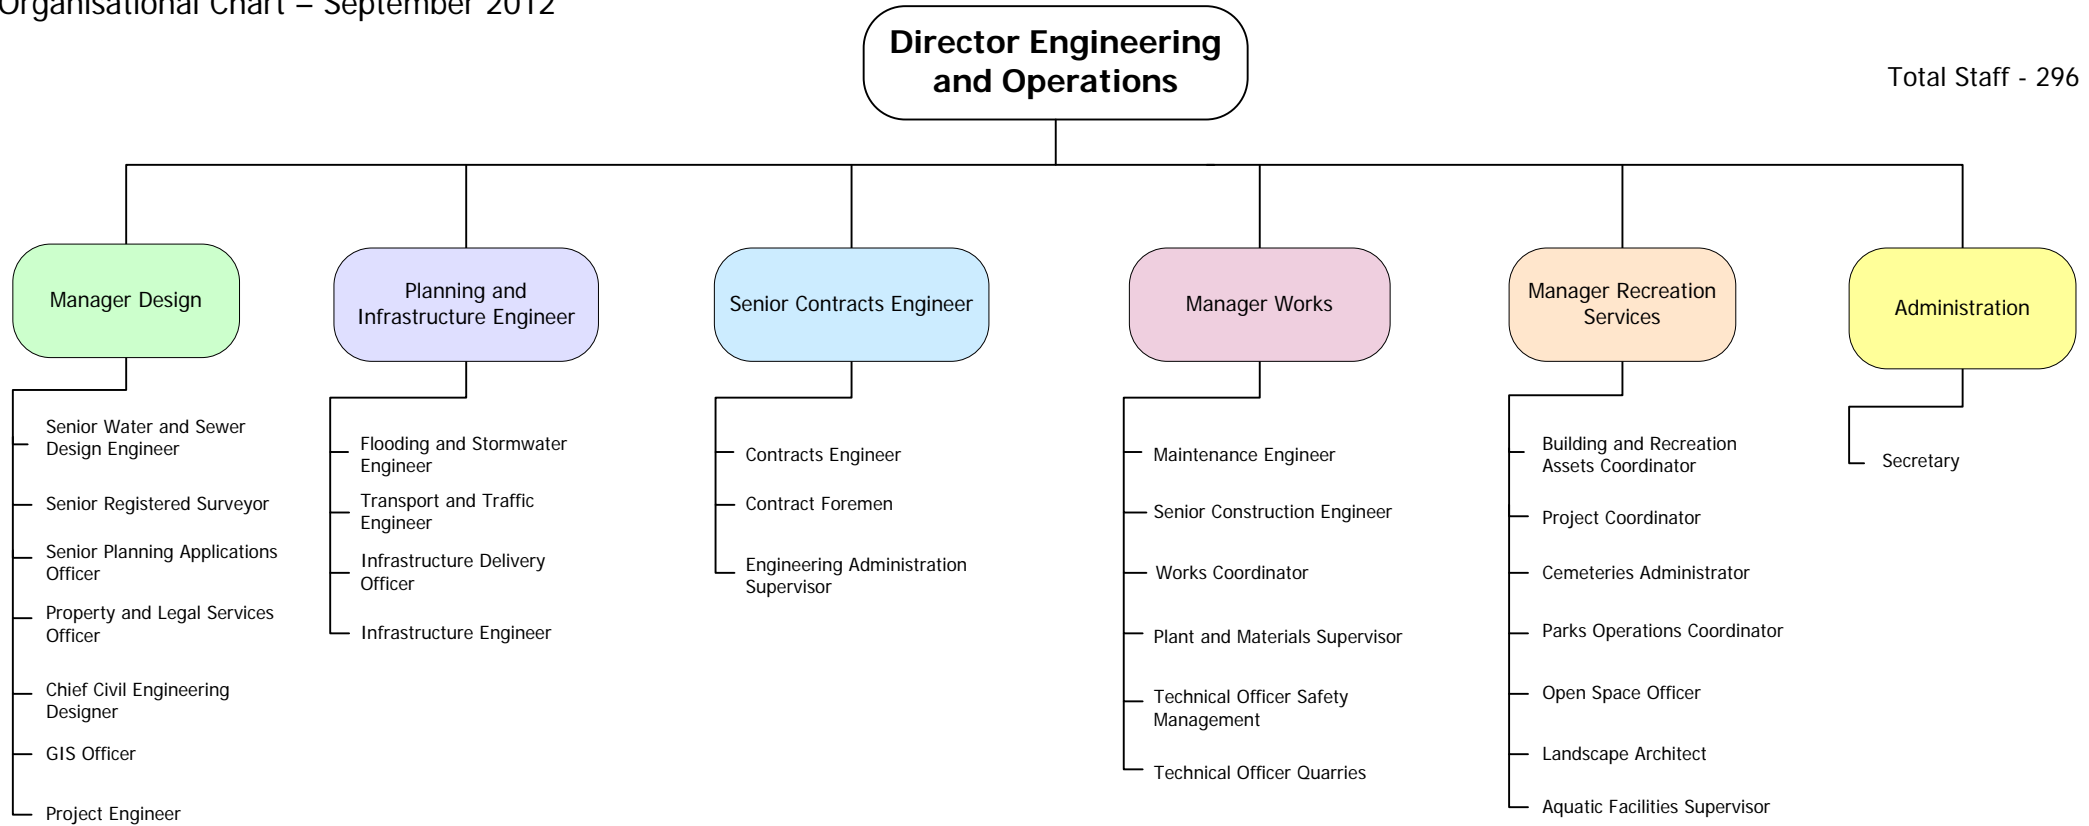 Organisational Chart – September 2012
Director Engineering
and Operations
Total Staff - 296
Manager Design
Planning and
Infrastructure Engineer
Senior Contracts Engineer
Manager Works
Manager Recreation
Services
Administration
Senior Water and Sewer
Design Engineer
Senior Registered Surveyor
Senior Planning Applications
Officer
Property and Legal Services
Officer
Chief Civil Engineering
Designer
GIS Officer
Project Engineer
Flooding and Stormwater
Engineer
Transport and Traffic
Engineer
Infrastructure Delivery
Officer
Infrastructure Engineer
Contracts Engineer
Contract Foremen
Engineering Administration
Supervisor
Maintenance Engineer
Senior Construction Engineer
Works Coordinator
Plant and Materials Supervisor
Technical Officer Safety
Management
Technical Officer Quarries
Building and Recreation
Assets Coordinator
Project Coordinator
Cemeteries Administrator
Parks Operations Coordinator
Open Space Officer
Landscape Architect
Aquatic Facilities Supervisor
Secretary